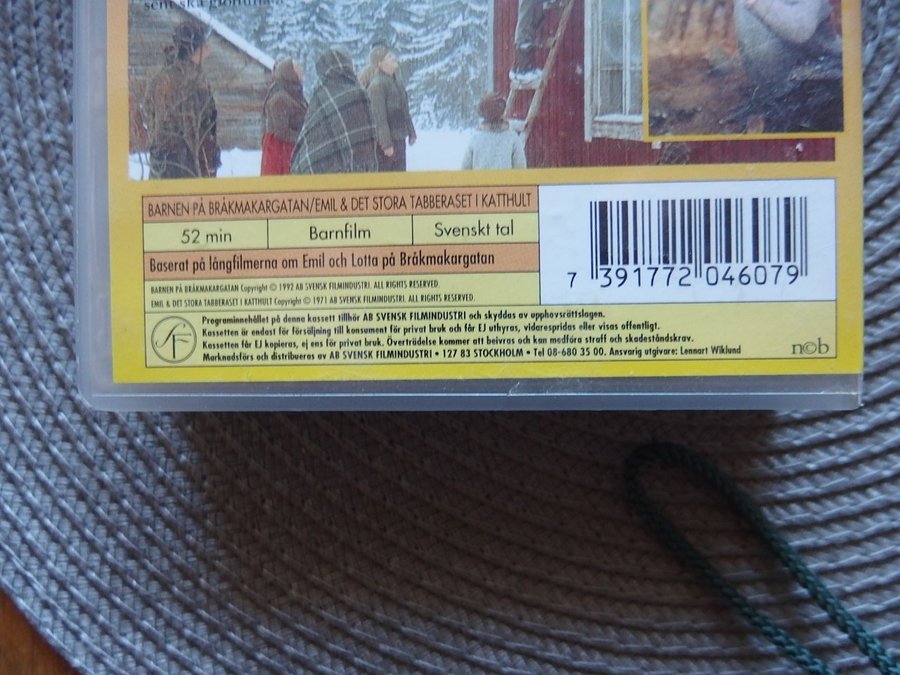 sent ska glömma...
BARNEN PÅ BRÅKMAKARGATAN/EMIL & DET STORA TABBERASET I KATTHULT
52 min Barnfilm Svenskt tal
Baserat på långfilmerna om Emil och Lotta på Bråkmakargatan
BARNEN PÅ BRÅKMAKARGATAN Copyright © 1992 AB SVENSK FILMINDUSTRI. ALL RIGHTS RESERVED
EMIL & DET STORA TABBERASET I KATTHULT Copyright © 1971 AB SVENSK FILMINDUSTRI. ALL RIGHTS RESERVED.
7 391772 046079
SF
Programinnehållet på denna kassett tillhör AB SVENSK FILMINDUSTRI och skyddas av upphovsrättslagen.
Kassetten är endast för försäljning till konsument för privat bruk och får EJ uthyras, vidarespridas eller visas offentligt.
Kassetten får EJ kopieras, ej ens för privat bruk. Överträdelse kommer att beivras och kan medföra straff och skadeståndskrav.
Marknadsförs och distribueras av AB SVENSK FILMINDUSTRI • 127 83 STOCKHOLM • Tel 08-680 35 00. Ansvarig utgivare: Lennart Wiklund
n©b